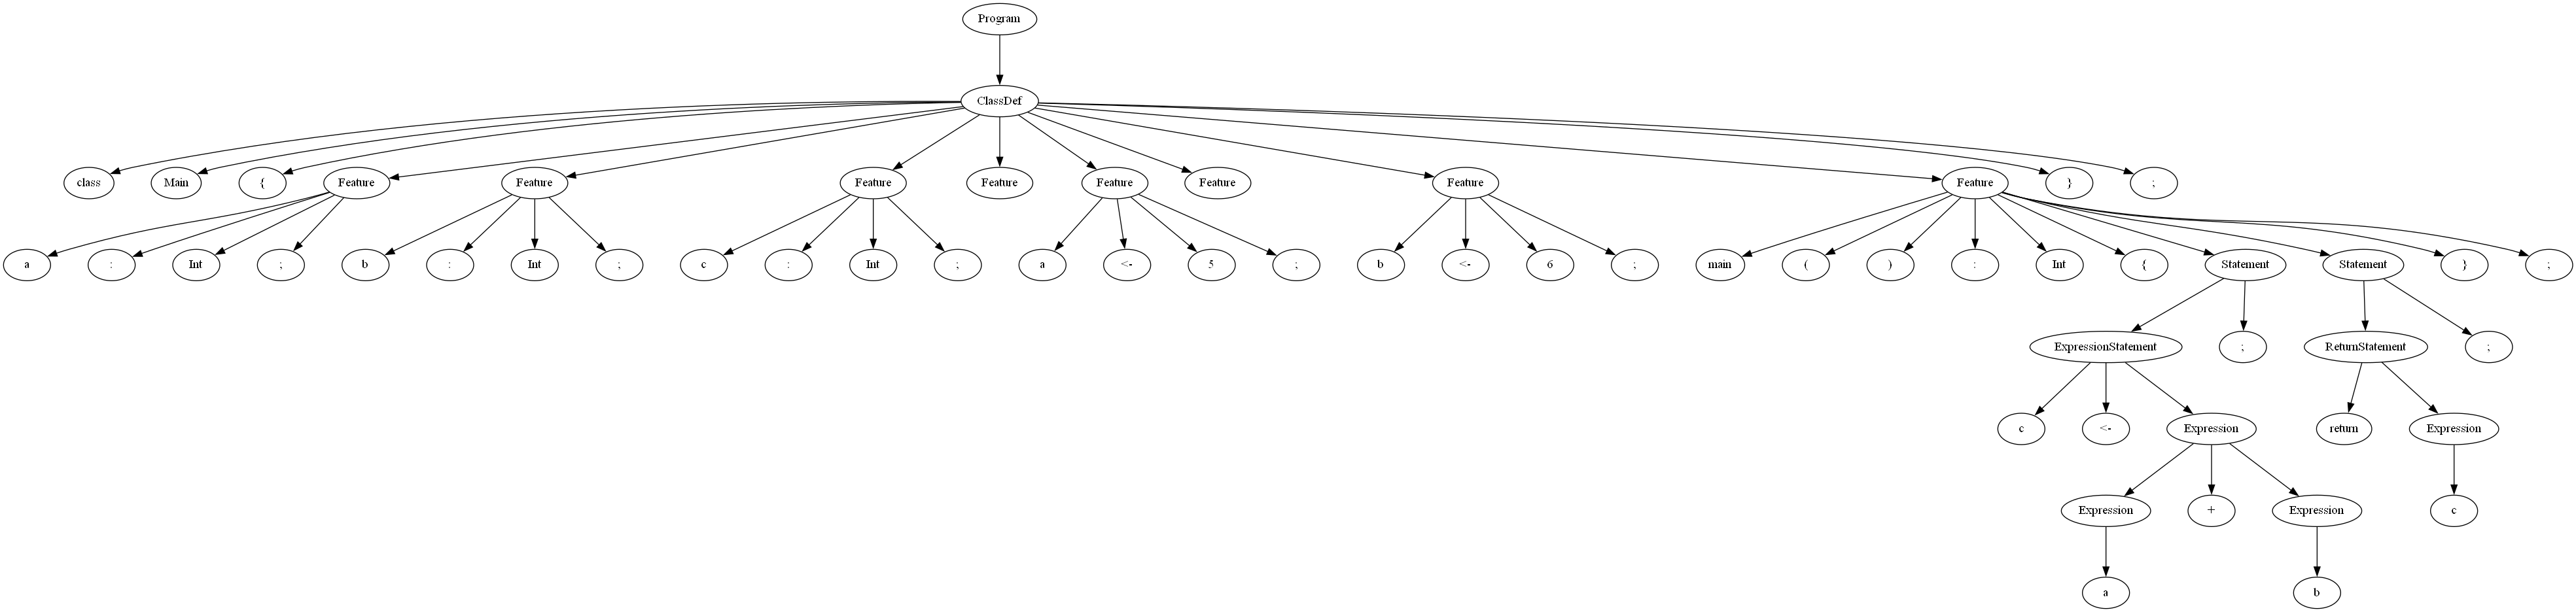 Program
ClassDef
class Main { Feature Feature Feature Feature Feature Feature Feature Feature } ;
a : Int ; b : Int ; c : Int ; a <- 5 ; b <- 6 ; main ( ) : Int { Statement Statement } ;
ExpressionStatement ; ReturnStatement ;
c <- Expression return Expression
Expression + Expression c
a b